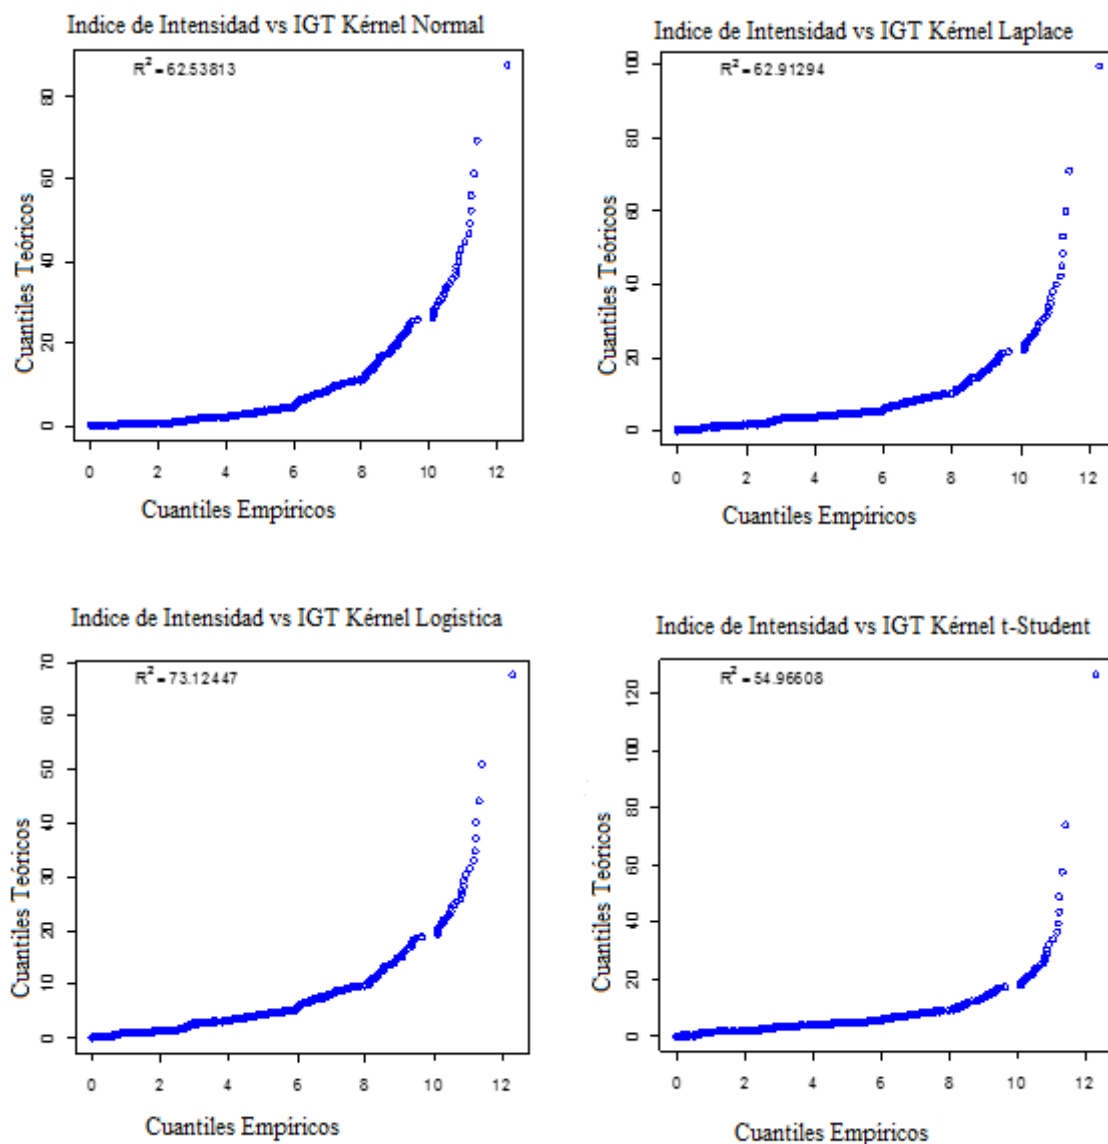 Indice de Intensidad vs IGT Kérnel Normal
R² = 62.53813
80
60
40
20
0
Cuantiles Teóricos
0 2 4 6 8 10 12
Cuantiles Empíricos
Indice de Intensidad vs IGT Kérnel Laplace
R² = 62.91294
100
80
60
40
20
0
Cuantiles Teóricos
0 2 4 6 8 10 12
Cuantiles Empíricos
Indice de Intensidad vs IGT Kérnel Logística
R² = 73.12447
70
60
50
40
30
20
10
0
Cuantiles Teóricos
0 2 4 6 8 10 12
Cuantiles Empíricos
Indice de Intensidad vs IGT Kérnel t-Student
R² = 54.96608
120
100
80
60
40
20
0
Cuantiles Teóricos
0 2 4 6 8 10 12
Cuantiles Empíricos